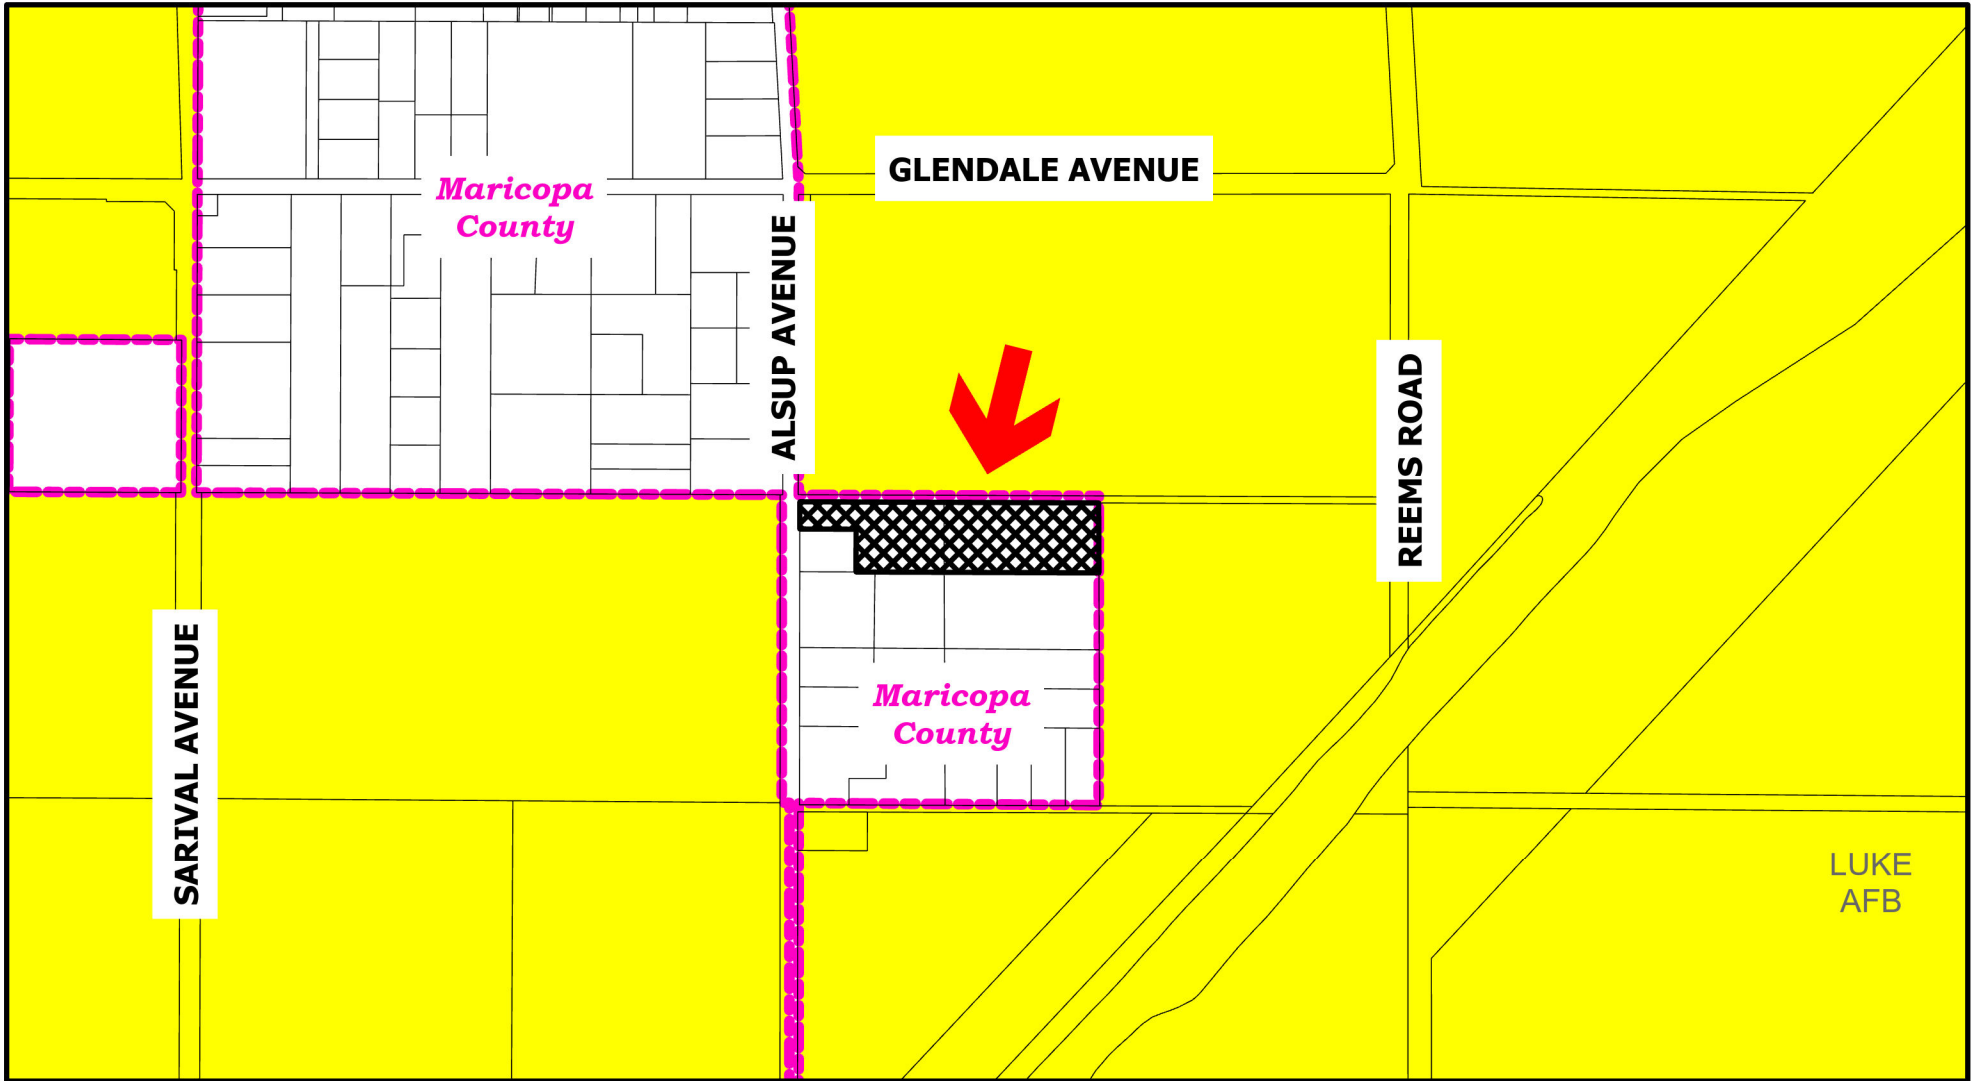 GLENDALE AVENUE
Maricopa
County
ALSUP AVENUE
REEMS ROAD
SARIVAL AVENUE
Maricopa
County
LUKE
AFB